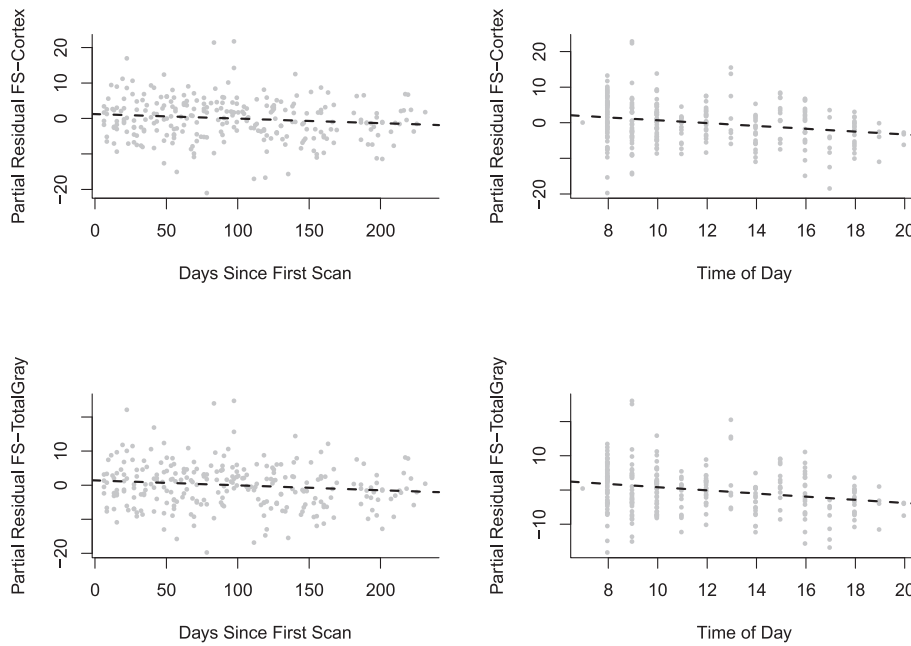 Partial Residual FS−Cortex
20
10
0
−20
0 50 100 150 200
Days Since First Scan
Partial Residual FS−Cortex
20
10
0
−20
8 10 12 14 16 18 20
Time of Day
Partial Residual FS−TotalGray
10
0
−20
0 50 100 150 200
Days Since First Scan
Partial Residual FS−TotalGray
10
−10
8 10 12 14 16 18 20
Time of Day